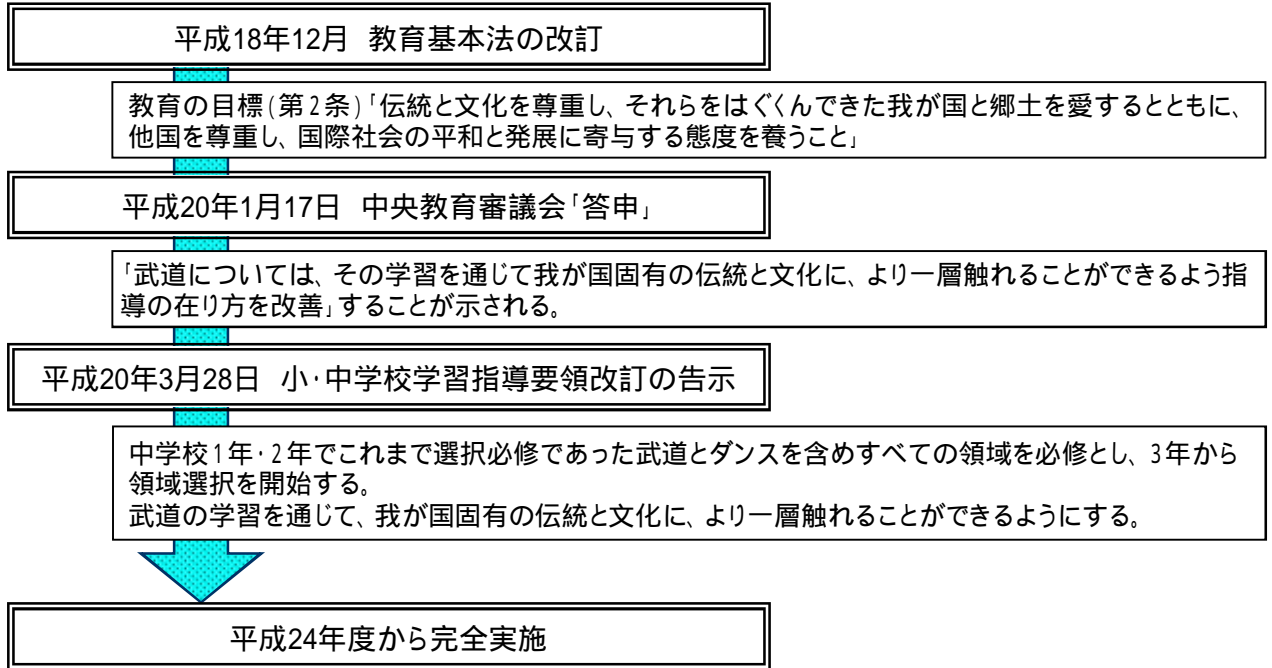 平成18年12月 教育基本法の改訂
教育の目標(第2条)「伝統と文化を尊重し、それらをはぐくんできた我が国と郷土を愛するとともに、
他国を尊重し、国際社会の平和と発展に寄与する態度を養うこと」
平成20年1月17日 中央教育審議会「答申」
「武道については、その学習を通じて我が国固有の伝統と文化に、より一層触れることができるよう指
導の在り方を改善」することが示される。
平成20年3月28日 小・中学校学習指導要領改訂の告示
中学校1年・2年でこれまで選択必修であった武道とダンスを含めすべての領域を必修とし、3年から
領域選択を開始する。
武道の学習を通じて、我が国固有の伝統と文化に、より一層触れることができるようにする。
平成24年度から完全実施